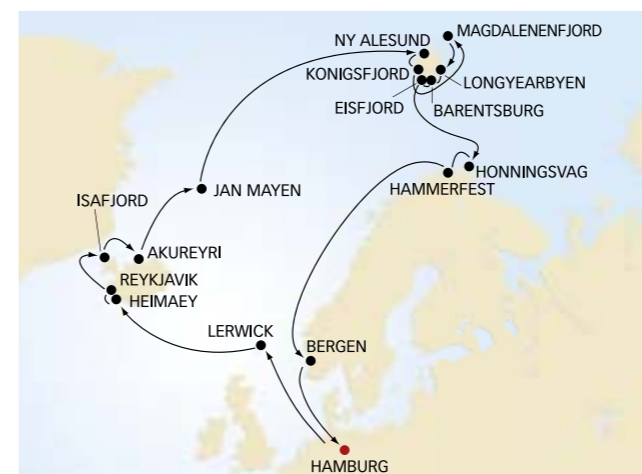 MAGDALENENFJORD
NY ALESUND
KONIGSFJORD
LONGYEARBYEN
EISFJORD
BARENTSBURG
HONNINGSVAG
HAMMERFEST
JAN MAYEN
ISAFJORD
AKUREYRI
REYKJAVIK
HEIMAEY
LERWICK
BERGEN
HAMBURG